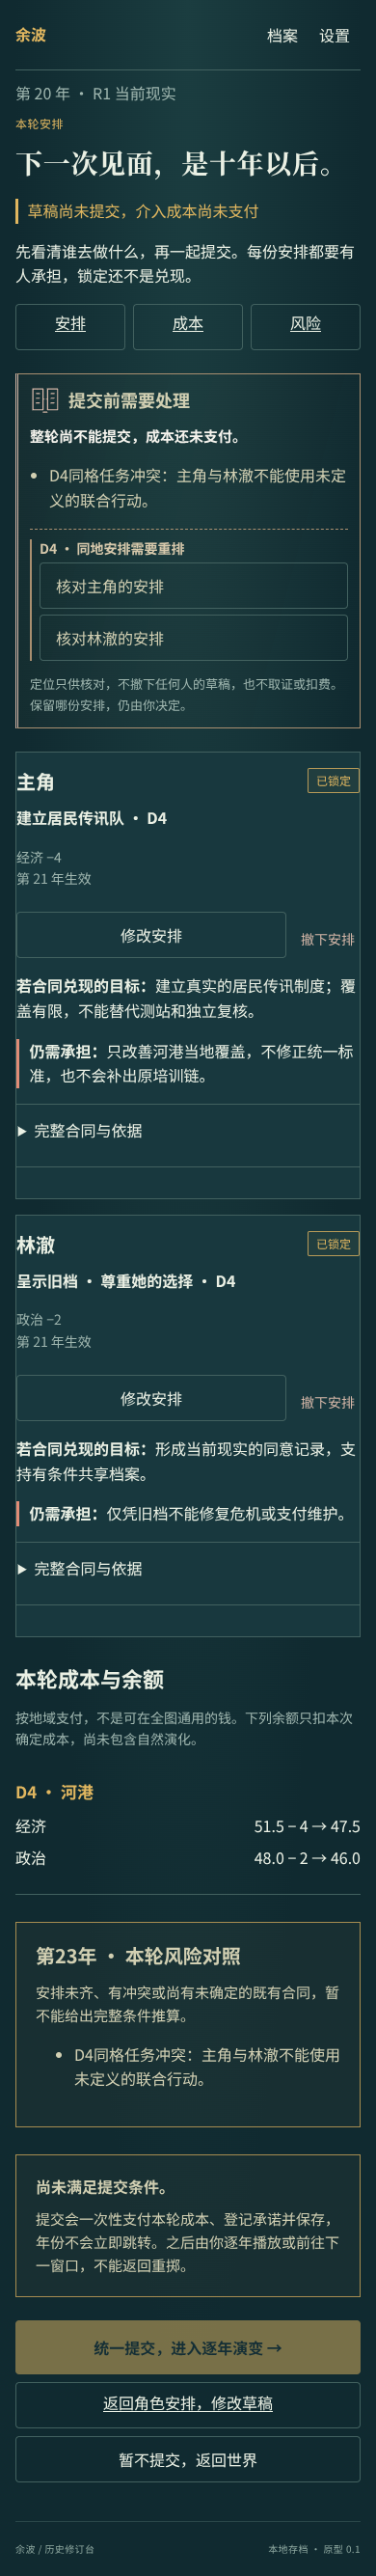 余波
档案 设置
第 20 年 · R1 当前现实
本轮安排
下一次见面，是十年以后。
草稿尚未提交，介入成本尚未支付
先看清谁去做什么，再一起提交。每份安排都要有
人承担，锁定还不是兑现。
安排 成本 风险
提交前需要处理
整轮尚不能提交，成本还未支付。
• D4同格任务冲突：主角与林澈不能使用未定
义的联合行动。
D4 · 同地安排需要重排
核对主角的安排
核对林澈的安排
定位只供核对，不撤下任何人的草稿，也不取证或扣费。
保留哪份安排，仍由你决定。
主角 已锁定
建立居民传讯队 · D4
经济 −4
第 21 年生效
修改安排 撤下安排
若合同兑现的目标：建立真实的居民传讯制度；覆
盖有限，不能替代测站和独立复核。
仍需承担：只改善河港当地覆盖，不修正统一标
准，也不会补出原培训链。
▶ 完整合同与依据
林澈 已锁定
呈示旧档 · 尊重她的选择 · D4
政治 −2
第 21 年生效
修改安排 撤下安排
若合同兑现的目标：形成当前现实的同意记录，支
持有条件共享档案。
仍需承担：仅凭旧档不能修复危机或支付维护。
▶ 完整合同与依据
本轮成本与余额
按地域支付，不是可在全图通用的钱。下列余额只扣本次
确定成本，尚未包含自然演化。
D4 · 河港
经济 51.5 − 4 → 47.5
政治 48.0 − 2 → 46.0
第23年 · 本轮风险对照
安排未齐、有冲突或尚有未确定的既有合同，暂
不能给出完整条件推算。
• D4同格任务冲突：主角与林澈不能使用
未定义的联合行动。
尚未满足提交条件。
提交会一次性支付本轮成本、登记承诺并保存，
年份不会立即跳转。之后由你逐年播放或前往下
一窗口，不能返回重掷。
统一提交，进入逐年演变 →
返回角色安排，修改草稿
暂不提交，返回世界
余波 / 历史修订台 本地存档 · 原型 0.1